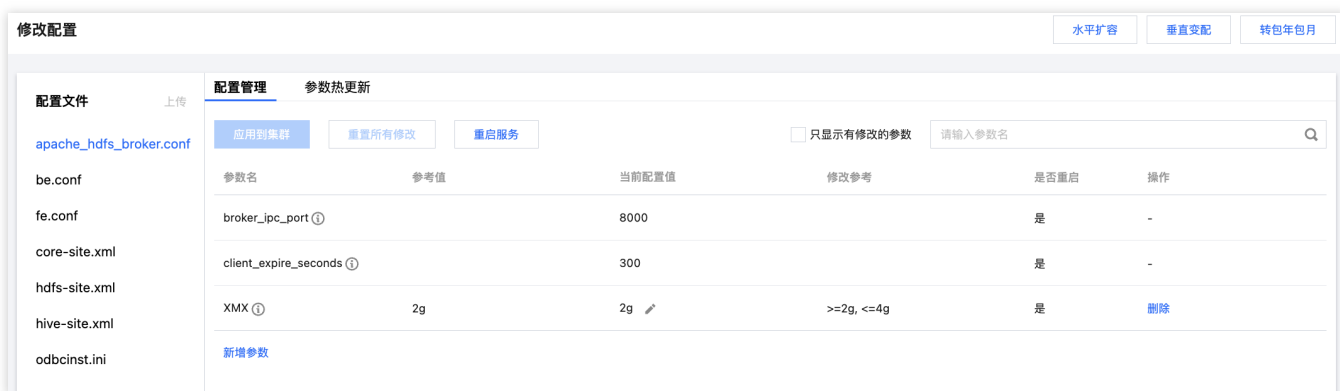 修改配置 水平扩容 垂直变配 转包年包月
配置文件 上传
apache_hdfs_broker.conf
be.conf
fe.conf
core-site.xml
hdfs-site.xml
hive-site.xml
odbcinst.ini
配置管理 参数热更新
应用到集群 重置所有修改 重启服务 只显示有修改的参数 请输入参数名
参数名 参考值 当前配置值 修改参考 是否重启 操作
broker_ipc_port 8000 是 -
client_expire_seconds 300 是 -
XMX 2g 2g >=2g, <=4g 是 删除
新增参数